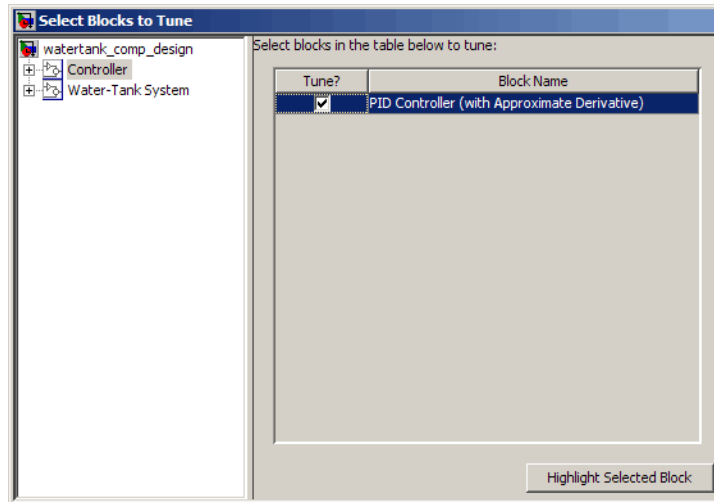 Select Blocks to Tune
watertank_comp_design
Controller
Water-Tank System
Select blocks in the table below to tune:
Tune? Block Name
PID Controller (with Approximate Derivative)
Highlight Selected Block